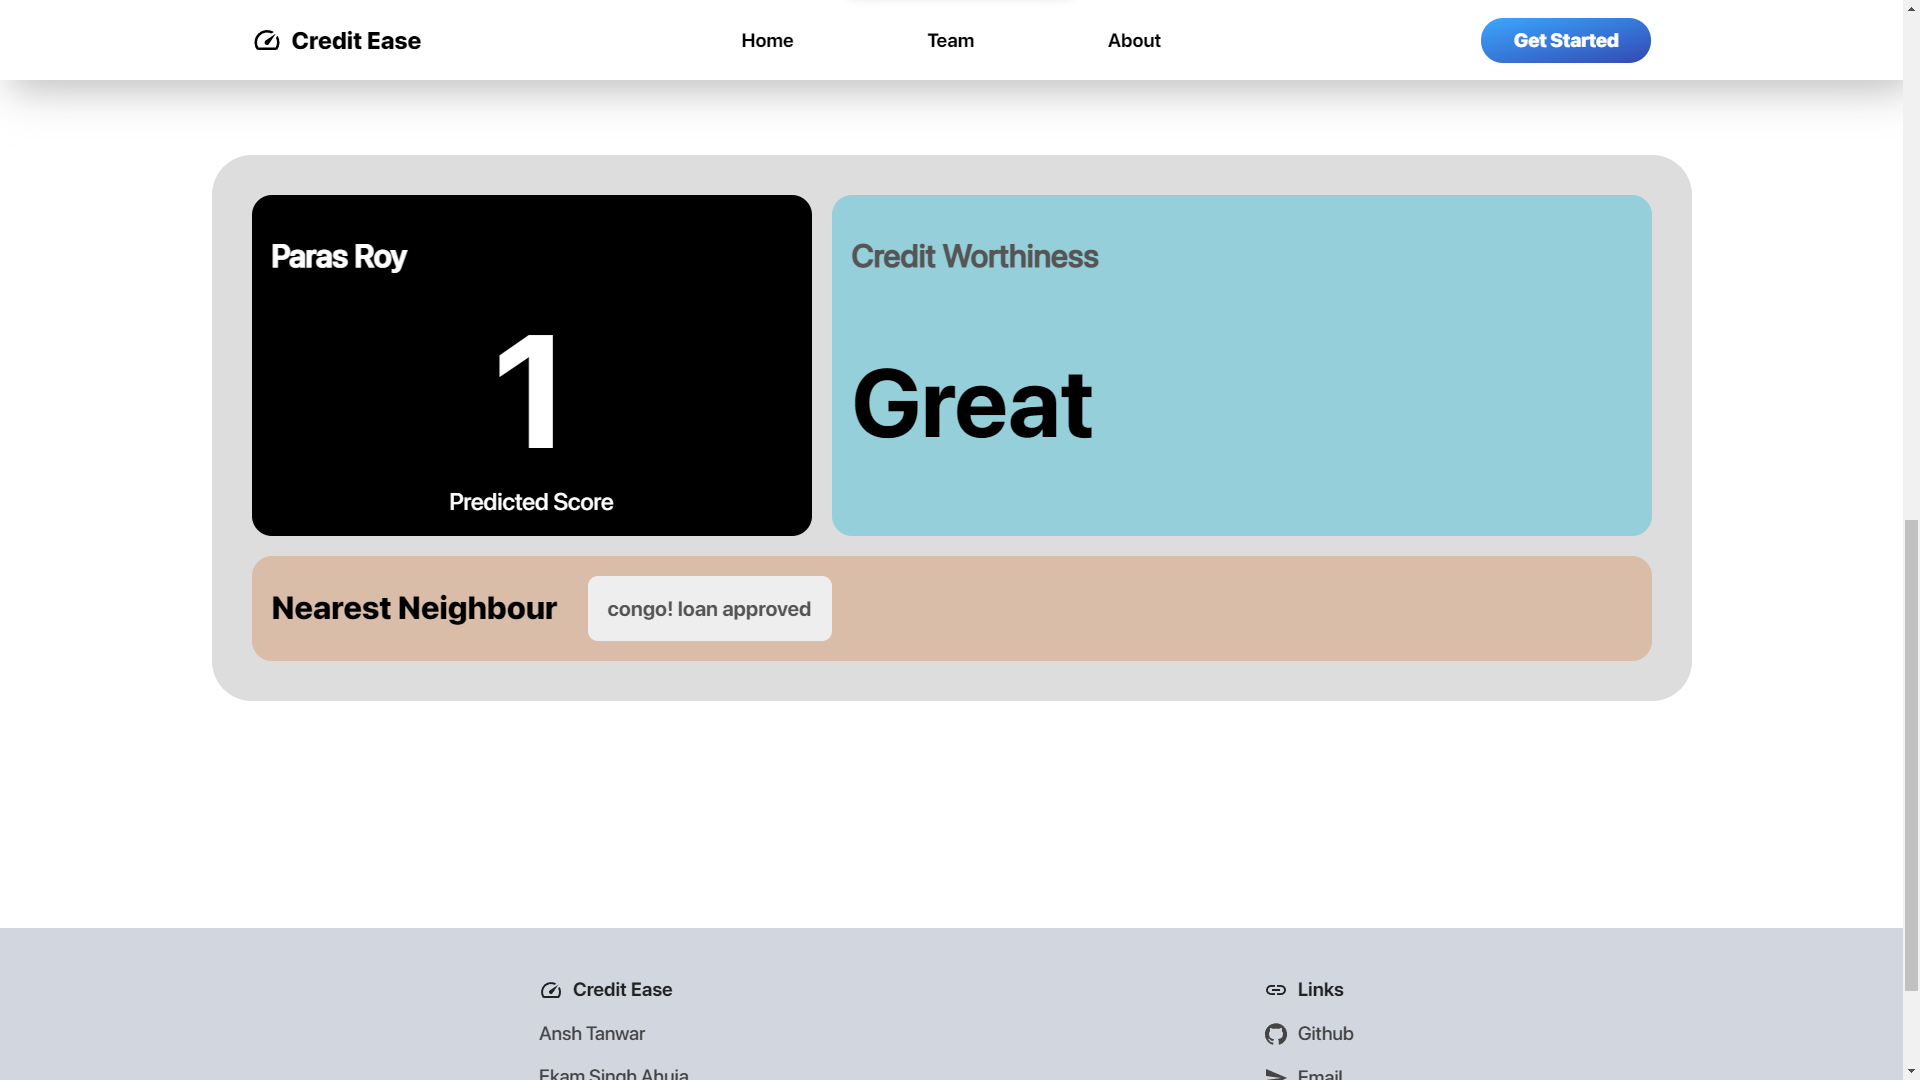 Credit Ease
Home
Team
About
Get Started
Paras Roy
1
Predicted Score
Credit Worthiness
Great
Nearest Neighbour
congo! loan approved
Credit Ease
Ansh Tanwar
Ekam Singh Ahuja
Links
Github
Email